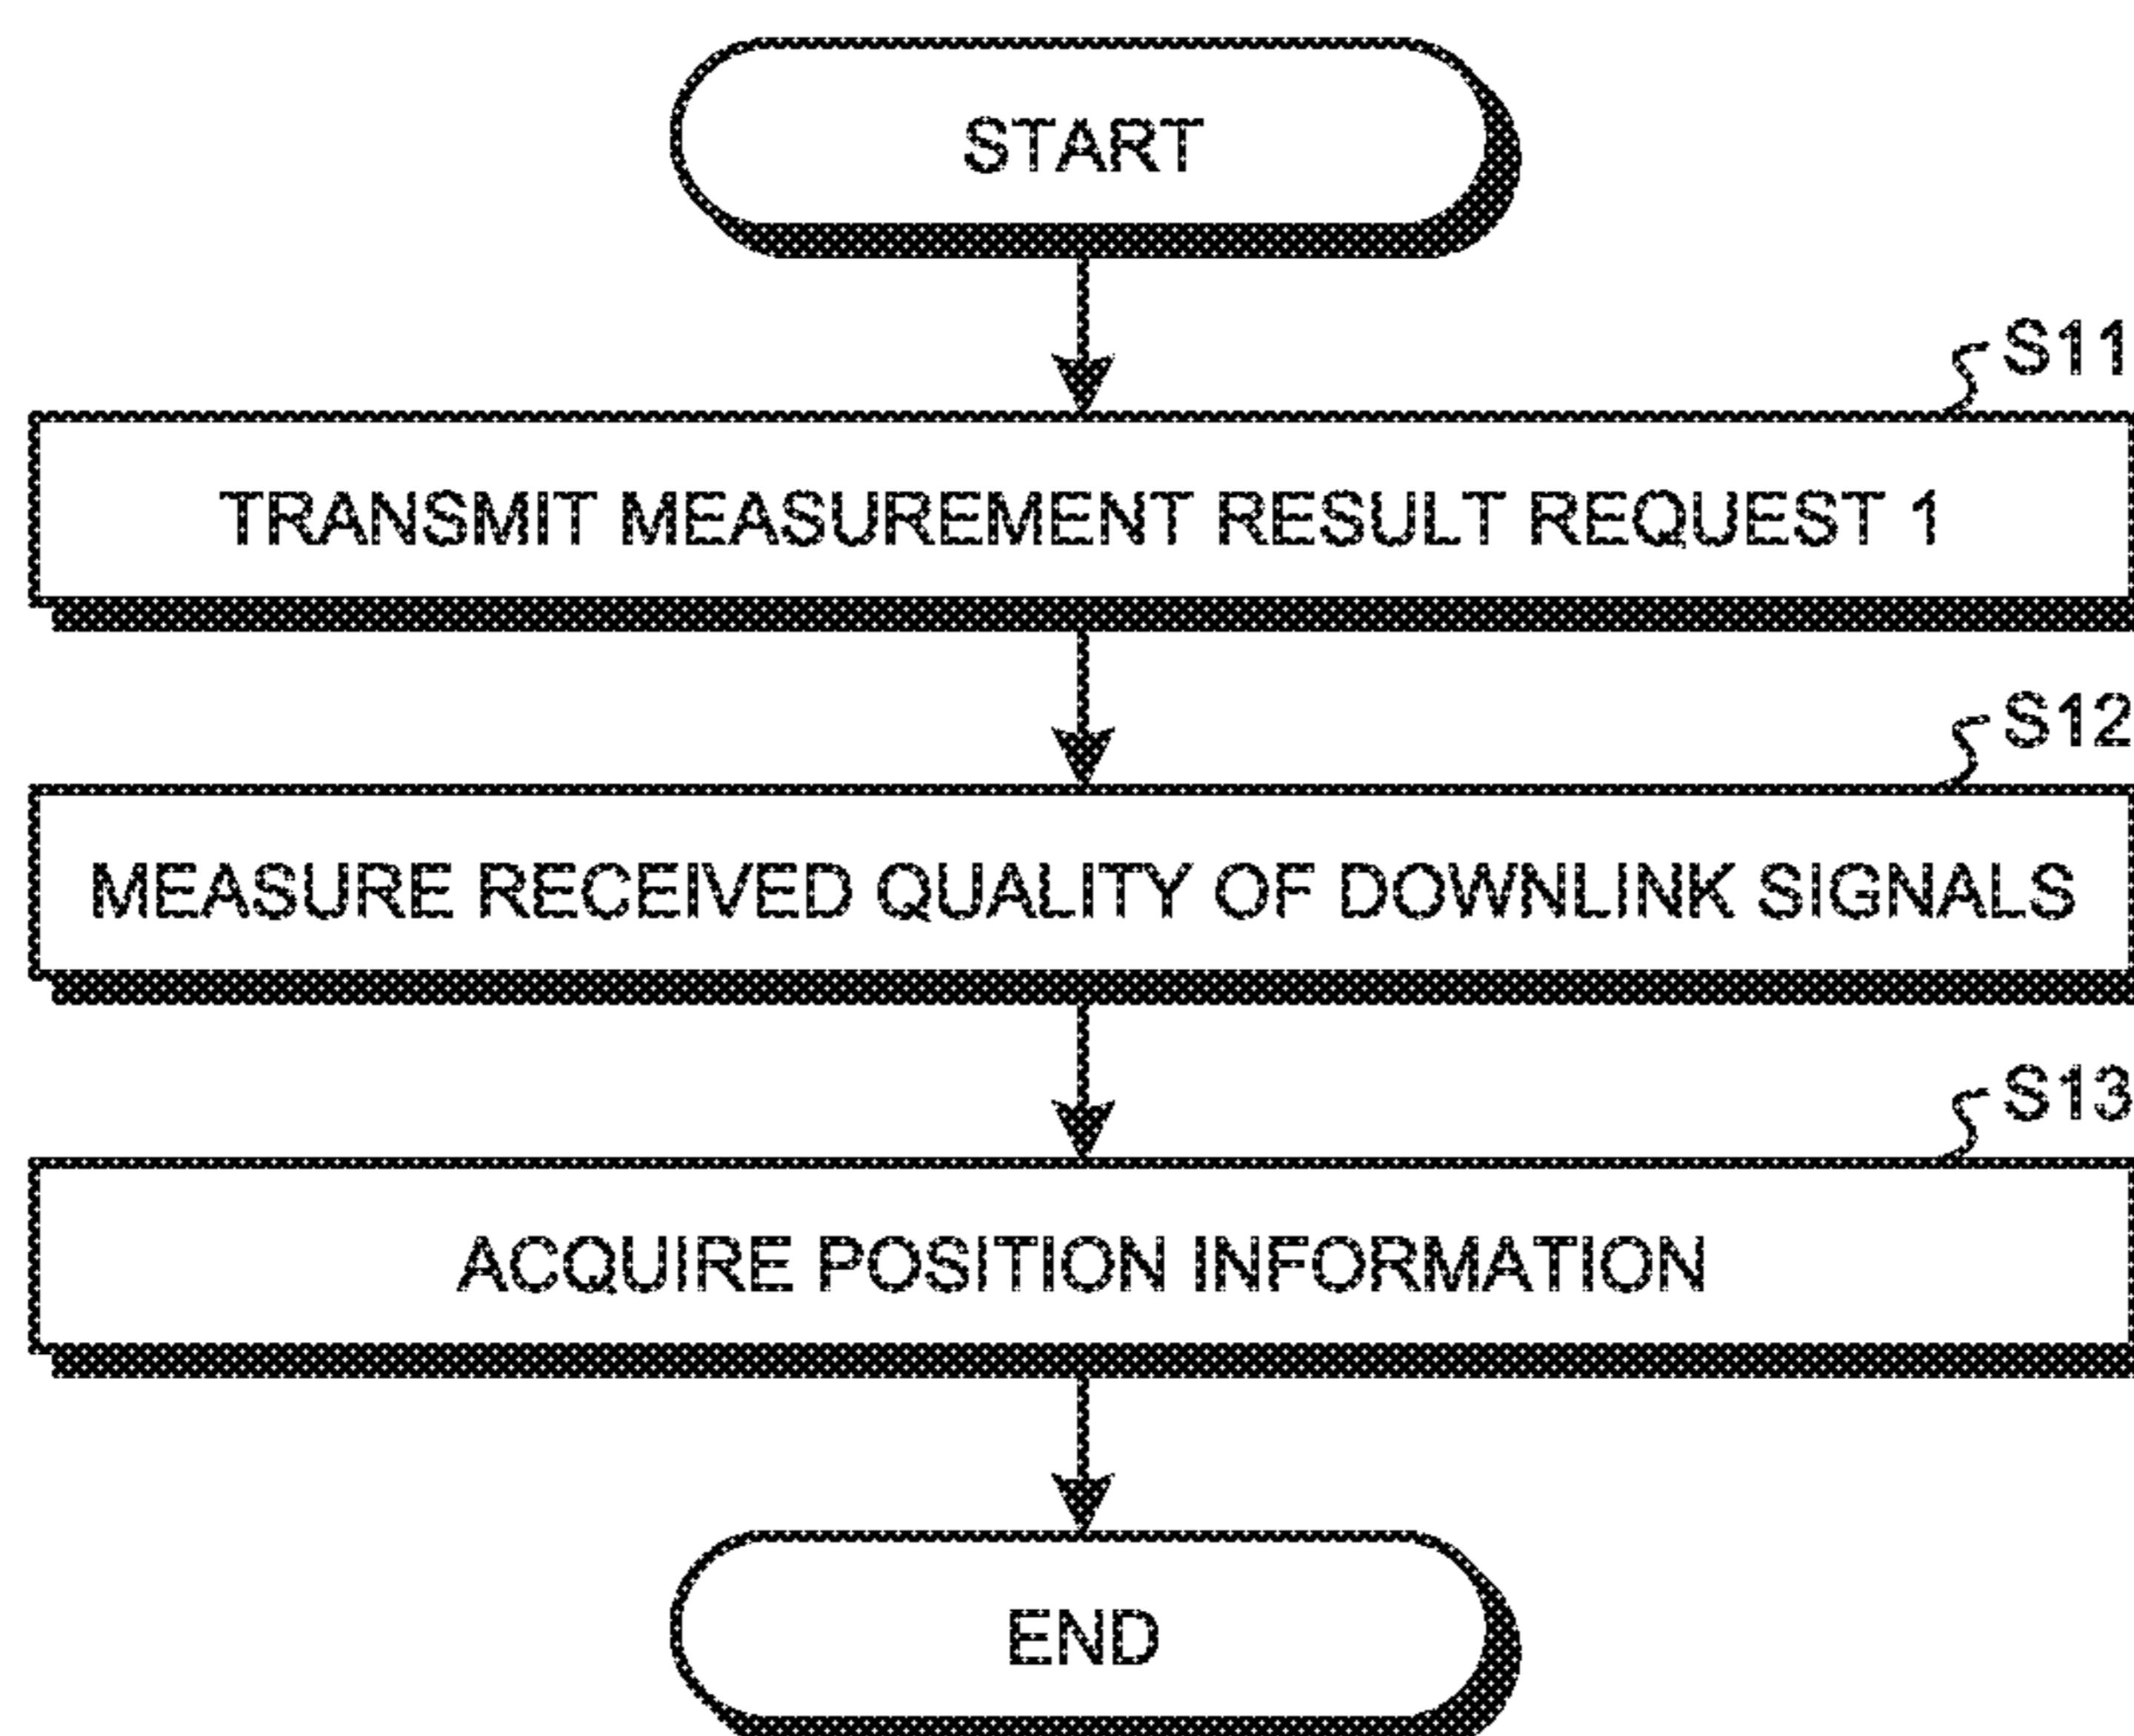 START
S11
TRANSMIT MEASUREMENT RESULT REQUEST 1
S12
MEASURE RECEIVED QUALITY OF DOWNLINK SIGNALS
S13
ACQUIRE POSITION INFORMATION
END